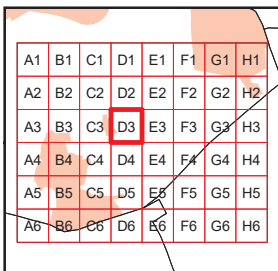 A1 B1 C1 D1 E1 F1 G1 H1
A2 B2 C2 D2 E2 F2 G2 H2
A3 B3 C3 D3 E3 F3 G3 H3
A4 B4 C4 D4 E4 F4 G4 H4
A5 B5 C5 D5 E5 F5 G5 H5
A6 B6 C6 D6 E6 F6 G6 H6